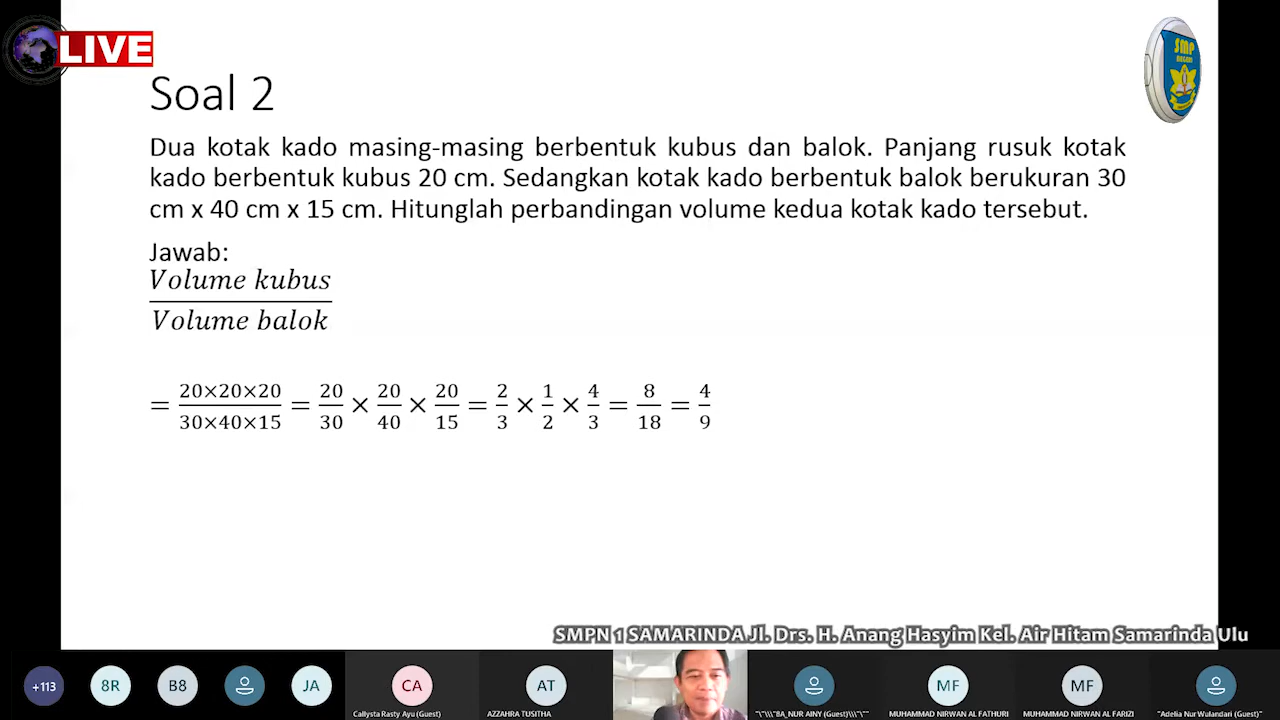 LIVE
SMP
NEGERI
Soal 2
Dua kotak kado masing-masing berbentuk kubus dan balok. Panjang rusuk kotak
kado berbentuk kubus 20 cm. Sedangkan kotak kado berbentuk balok berukuran 30
cm x 40 cm x 15 cm. Hitunglah perbandingan volume kedua kotak kado tersebut.
Jawab:
Volume kubus
Volume balok
= 20×20×20/30×40×15 = 20/30 × 20/40 × 20/15 = 2/3 × 1/2 × 4/3 = 8/18 = 4/9
SMPN 1 SAMARINDA Jl. Drs. H. Anang Hasyim Kel. Air Hitam Samarinda Ulu
+113 8R B8 JA CA AT MF MF
Callysta Rasty Ayu (Guest) AZZAHRA TUSITHA "\"\\\"8A_NUR AINY (Guest)\\\"\"" MUHAMMAD NIRWAN AL FATHURI MUHAMMAD NIRWAN AL FARIZI "Adelia Nur Wulandari (Guest)"